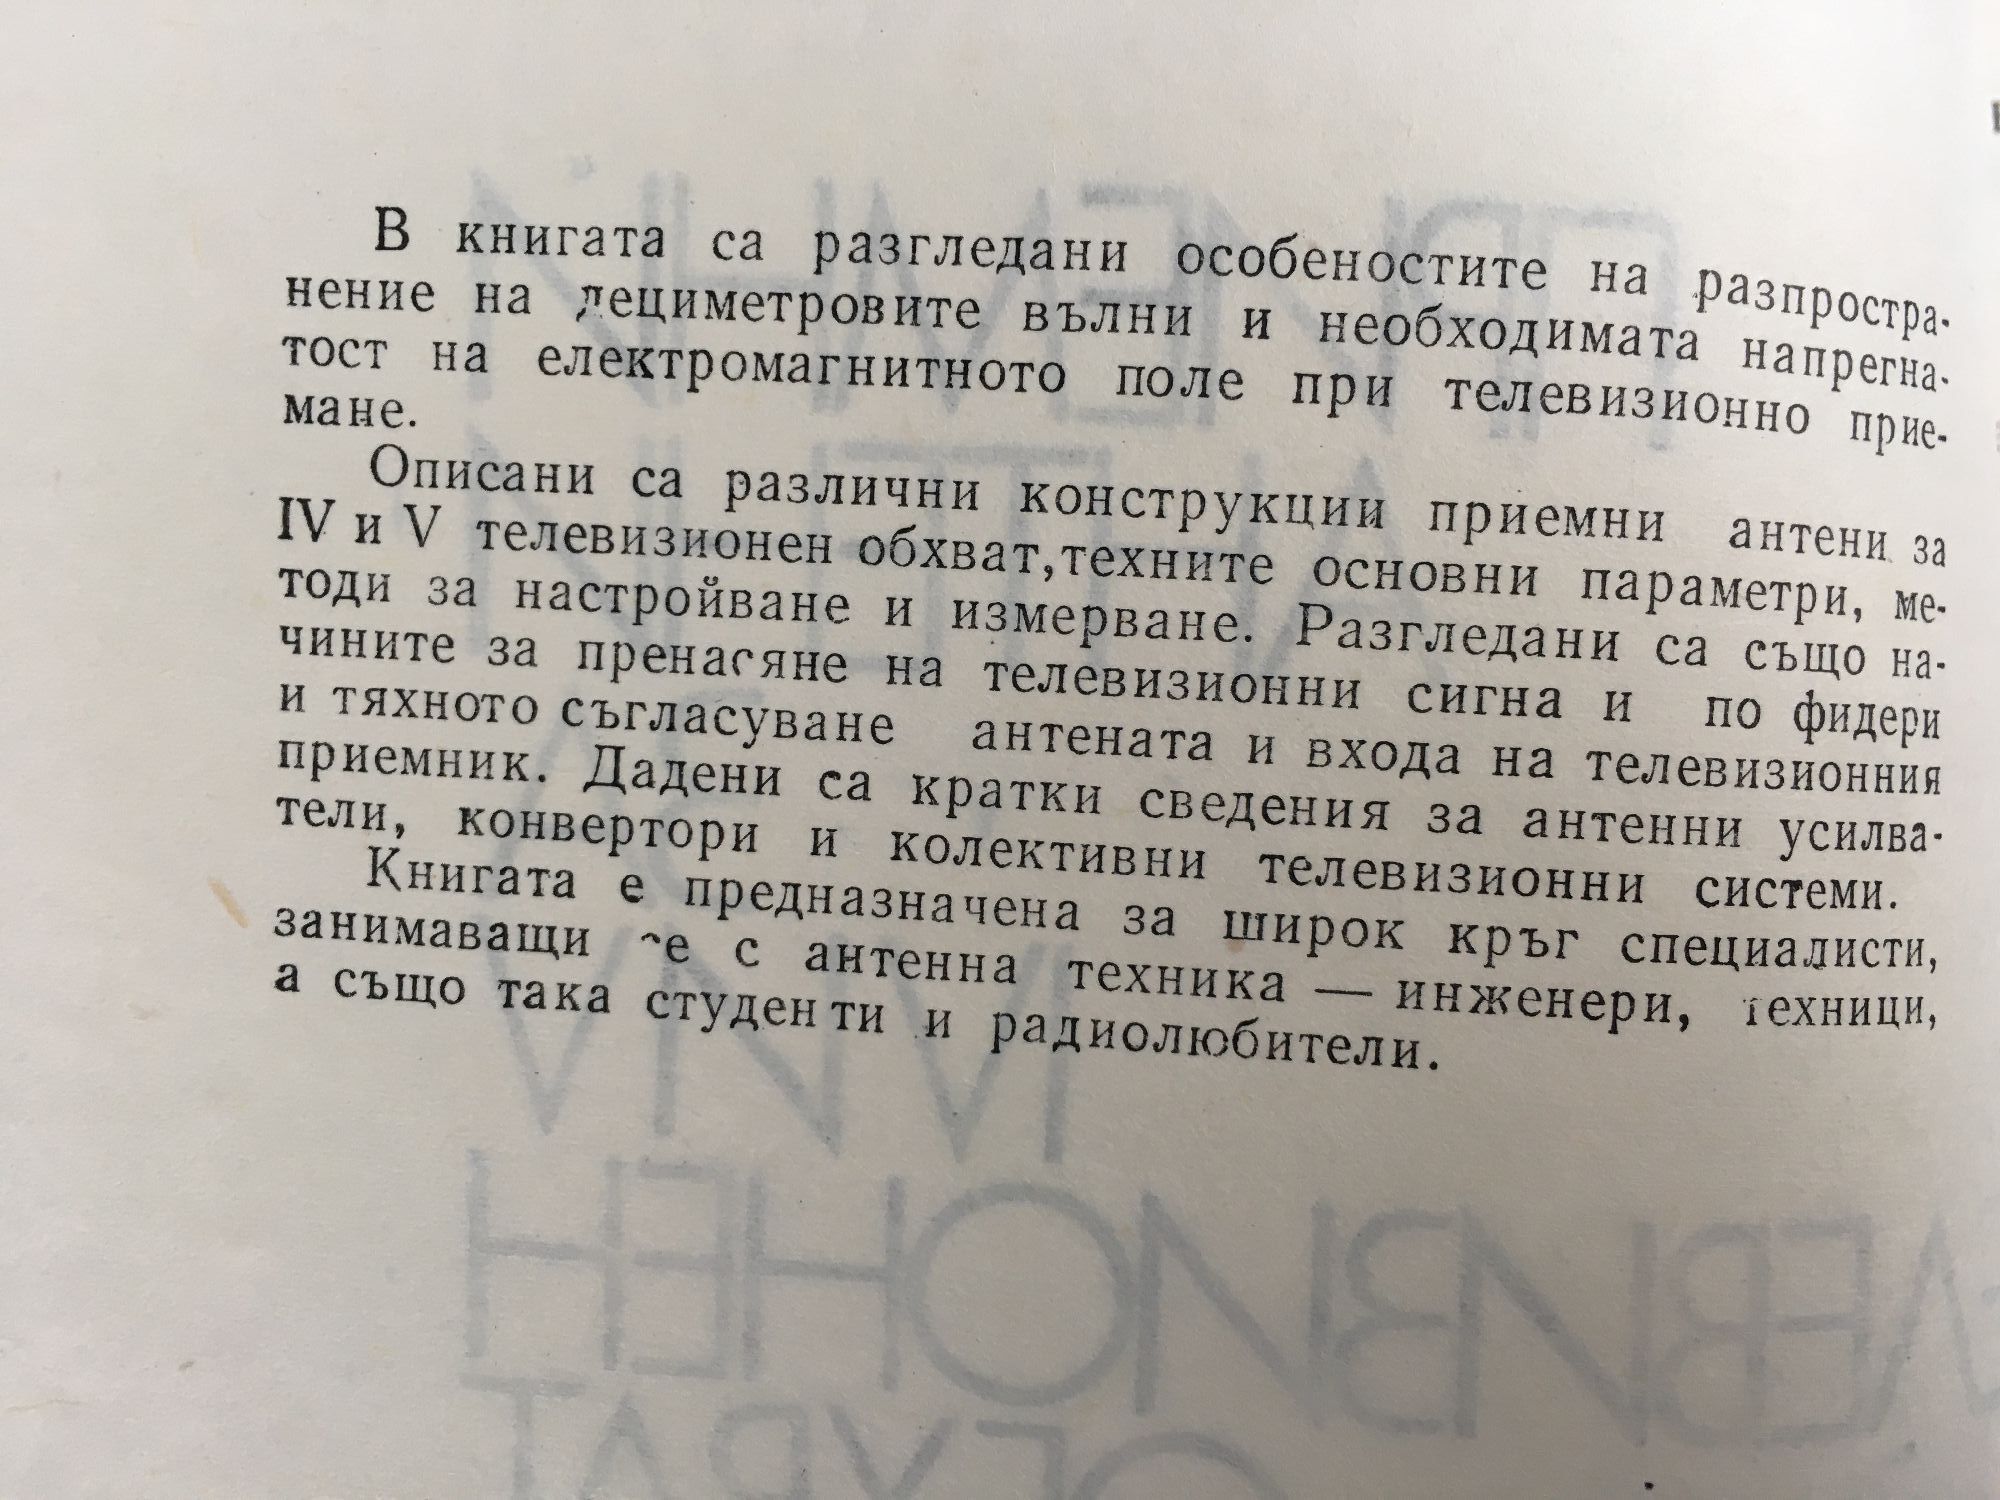 В книгата са разгледани особеностите на разпростра-
нение на дециметровите вълни и необходимата напрегна-
тост на електромагнитното поле при телевизионно прие-
мане.
Описани са различни конструкции приемни антени за
IV и V телевизионен обхват, техните основни параметри, ме-
тоди за настройване и измерване. Разгледани са също на-
чините за пренасяне на телевизионни сигна и по фидери
и тяхното съгласуване антената и входа на телевизионния
приемник. Дадени са кратки сведения за антенни усилва-
тели, конвертори и колективни телевизионни системи.
Книгата е предназначена за широк кръг специалисти,
занимаващи се с антенна техника — инженери, техници,
а също така студенти и радиолюбители.